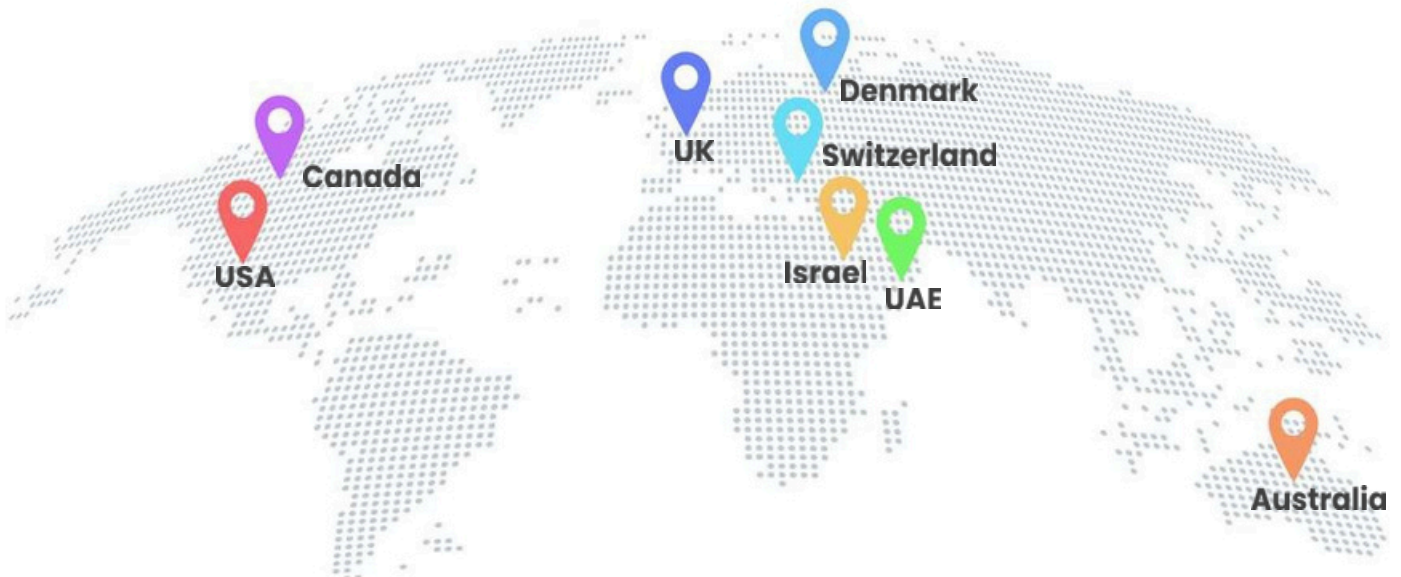 Denmark
UK
Switzerland
Canada
Israel
USA
UAE
Australia